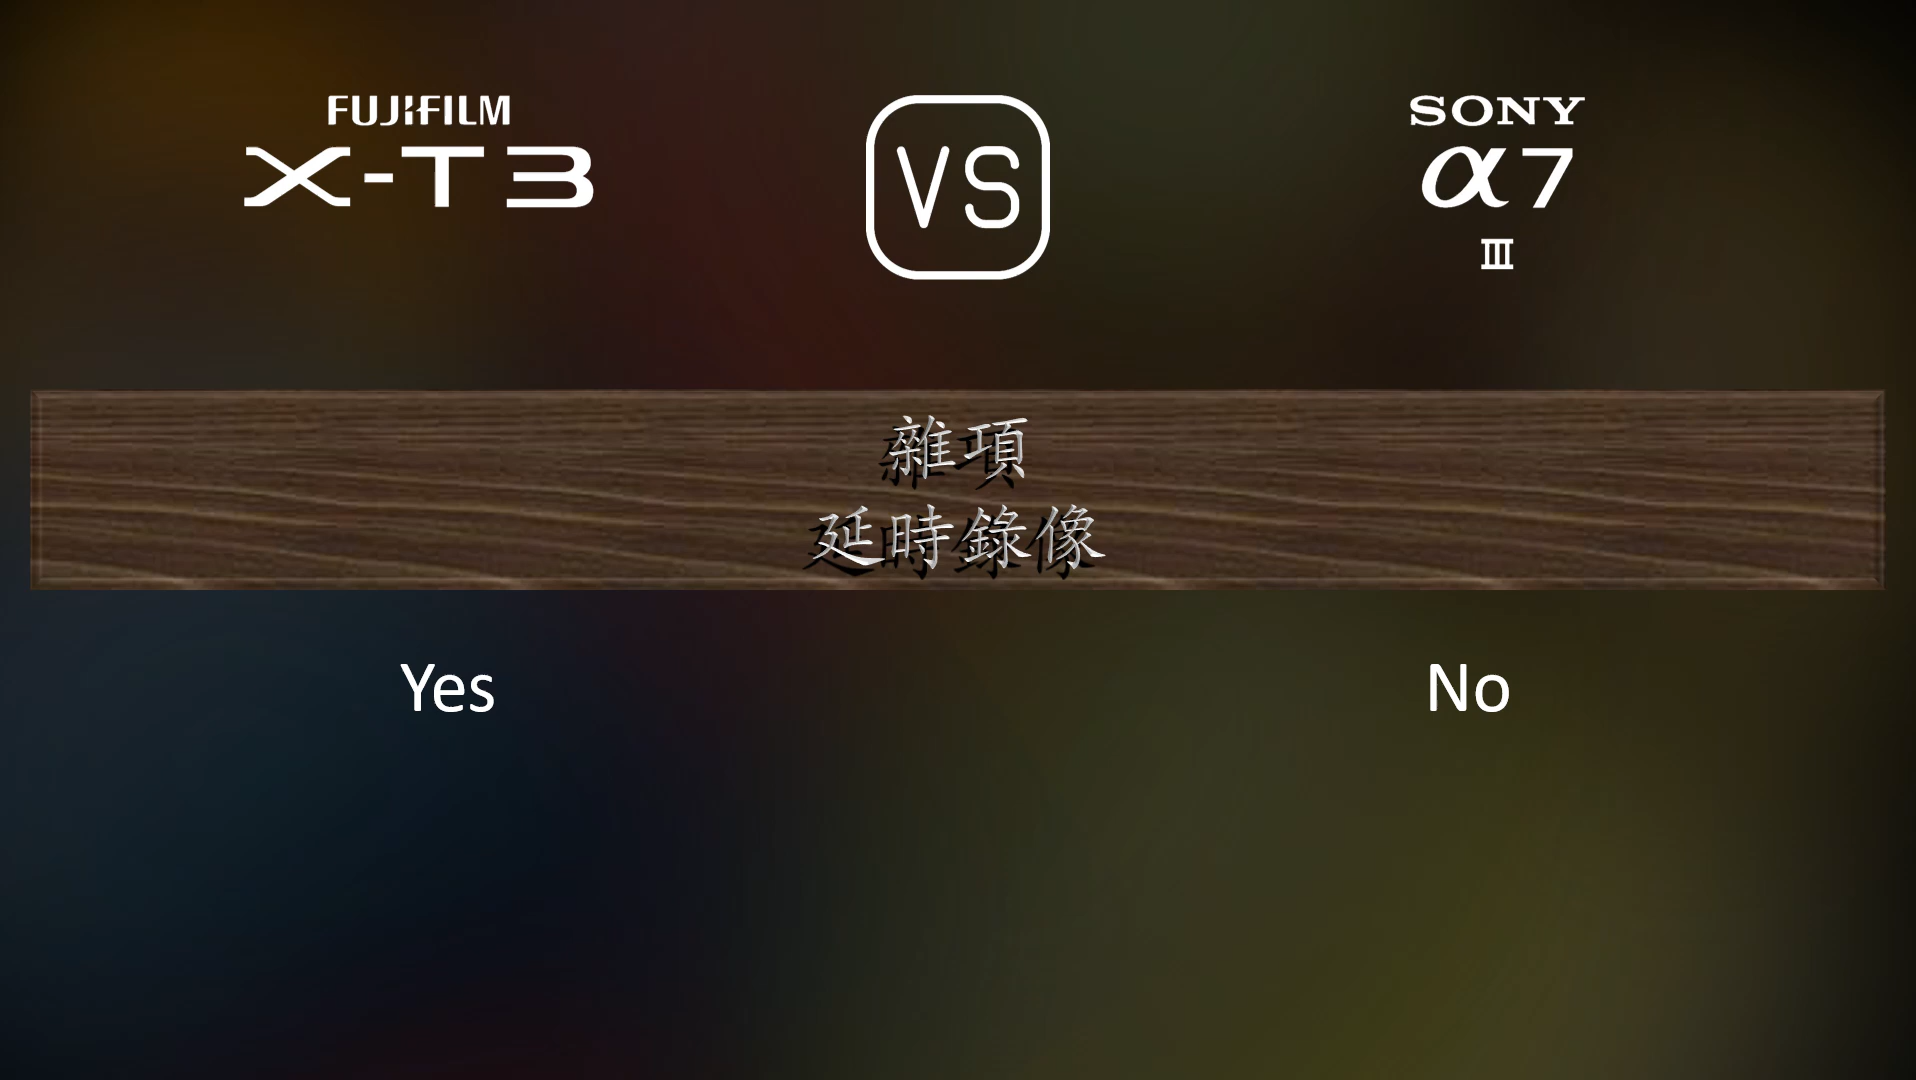 FUJIFILM
X-T3
VS
SONY
α7
III
雜項
延時錄像
Yes
No